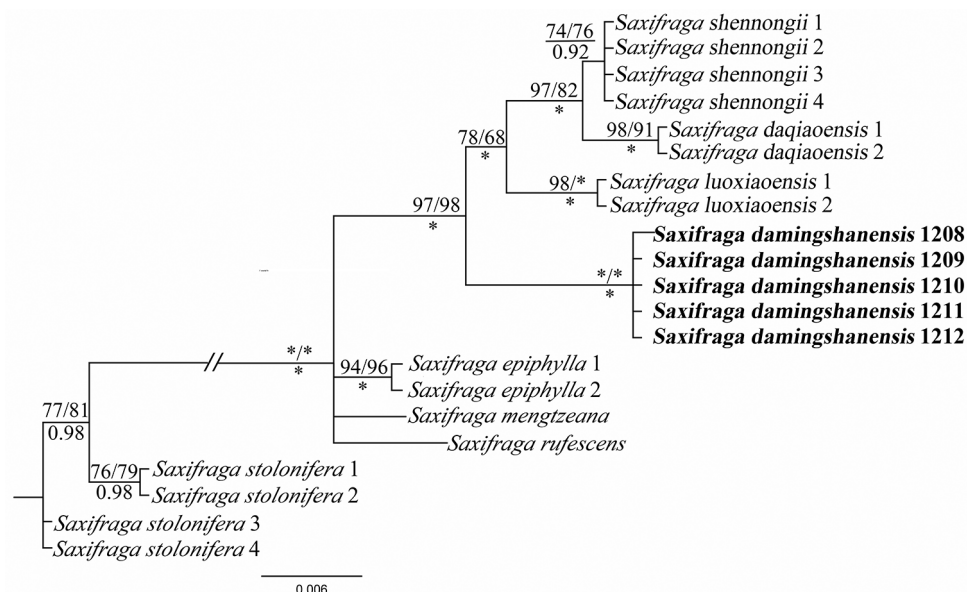 74/76
0.92
Saxifraga shennongii 1
Saxifraga shennongii 2
Saxifraga shennongii 3
Saxifraga shennongii 4
97/82
*
98/91
*
Saxifraga daqiaoensis 1
Saxifraga daqiaoensis 2
78/68
*
98/*
*
Saxifraga luoxiaoensis 1
Saxifraga luoxiaoensis 2
97/98
*
*/*
*
Saxifraga damingshanensis 1208
Saxifraga damingshanensis 1209
Saxifraga damingshanensis 1210
Saxifraga damingshanensis 1211
Saxifraga damingshanensis 1212
*/*
*
94/96
*
Saxifraga epiphylla 1
Saxifraga epiphylla 2
Saxifraga mengtzeana
Saxifraga rufescens
77/81
0.98
76/79
0.98
Saxifraga stolonifera 1
Saxifraga stolonifera 2
Saxifraga stolonifera 3
Saxifraga stolonifera 4
0.006